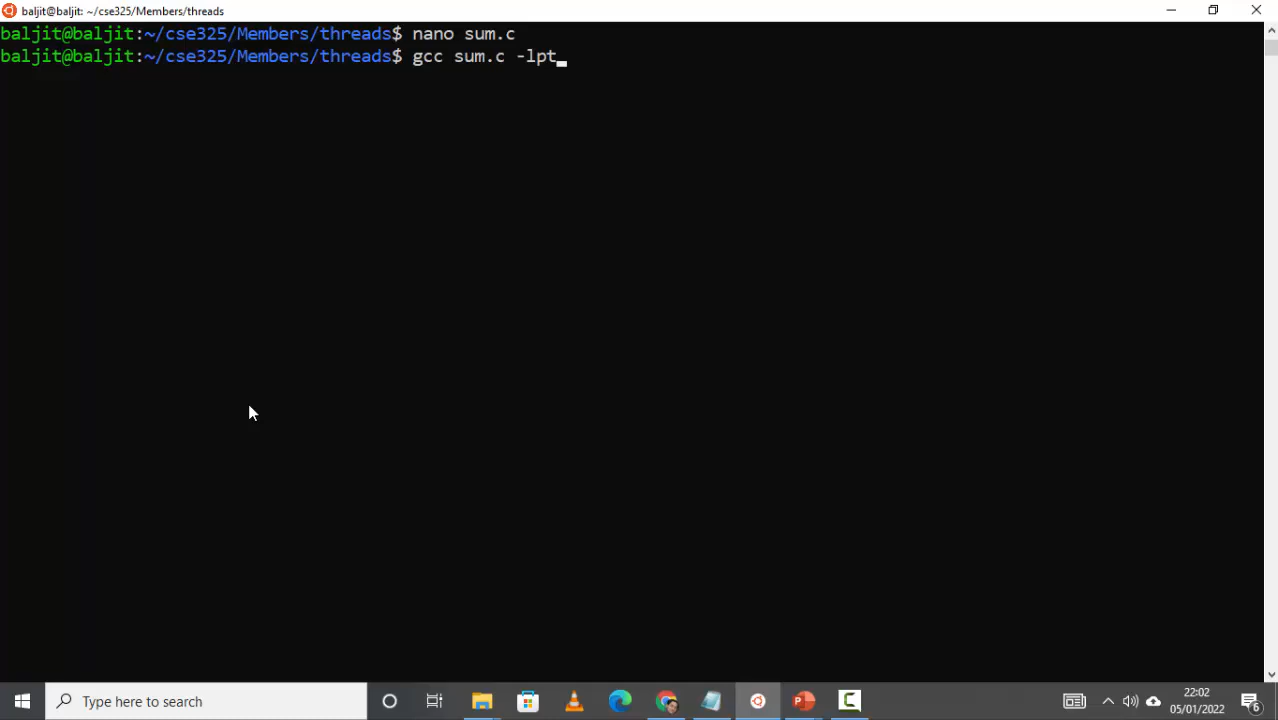 baljit@baljit: ~/cse325/Members/threads
baljit@baljit:~/cse325/Members/threads$ nano sum.c
baljit@baljit:~/cse325/Members/threads$ gcc sum.c -lpt
Type here to search
22:02
05/01/2022
6